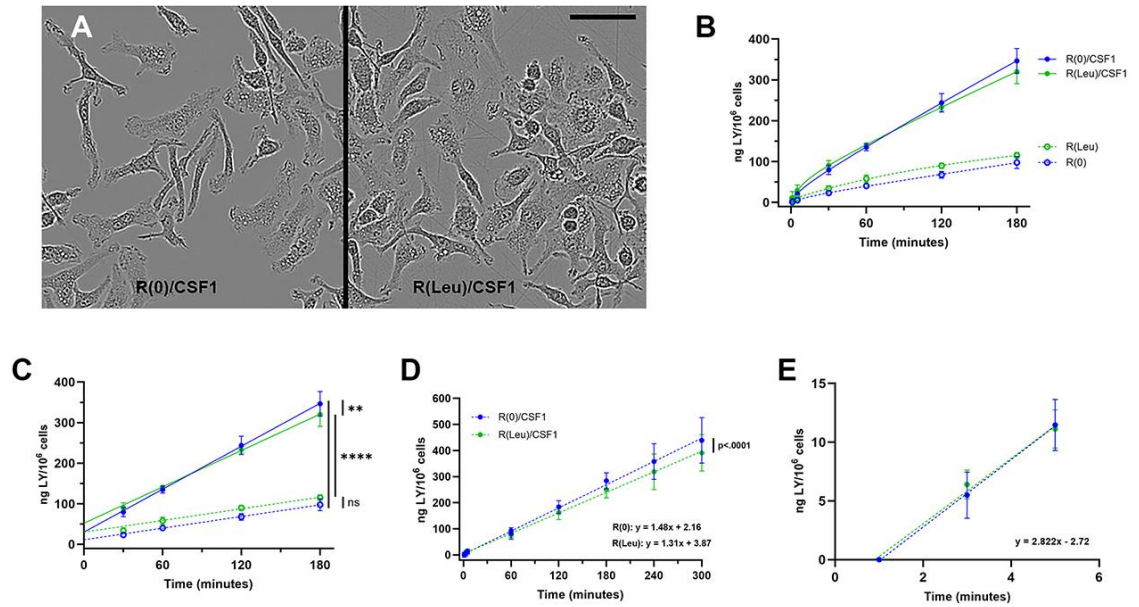 A
R(0)/CSF1
R(Leu)/CSF1
B
ng LY/10⁶ cells
400
300
200
100
0
0
60
120
180
Time (minutes)
R(0)/CSF1
R(Leu)/CSF1
R(Leu)
R(0)
C
ng LY/10⁶ cells
400
300
200
100
0
0
60
120
180
Time (minutes)
**
****
ns
D
ng LY/10⁶ cells
600
500
400
300
200
100
0
0
60
120
180
240
300
Time (minutes)
R(0)/CSF1
R(Leu)/CSF1
p<.0001
R(0): y = 1.48x + 2.16
R(Leu): y = 1.31x + 3.87
E
ng LY/10⁶ cells
15
10
5
0
0
2
4
6
Time (minutes)
y = 2.822x - 2.72